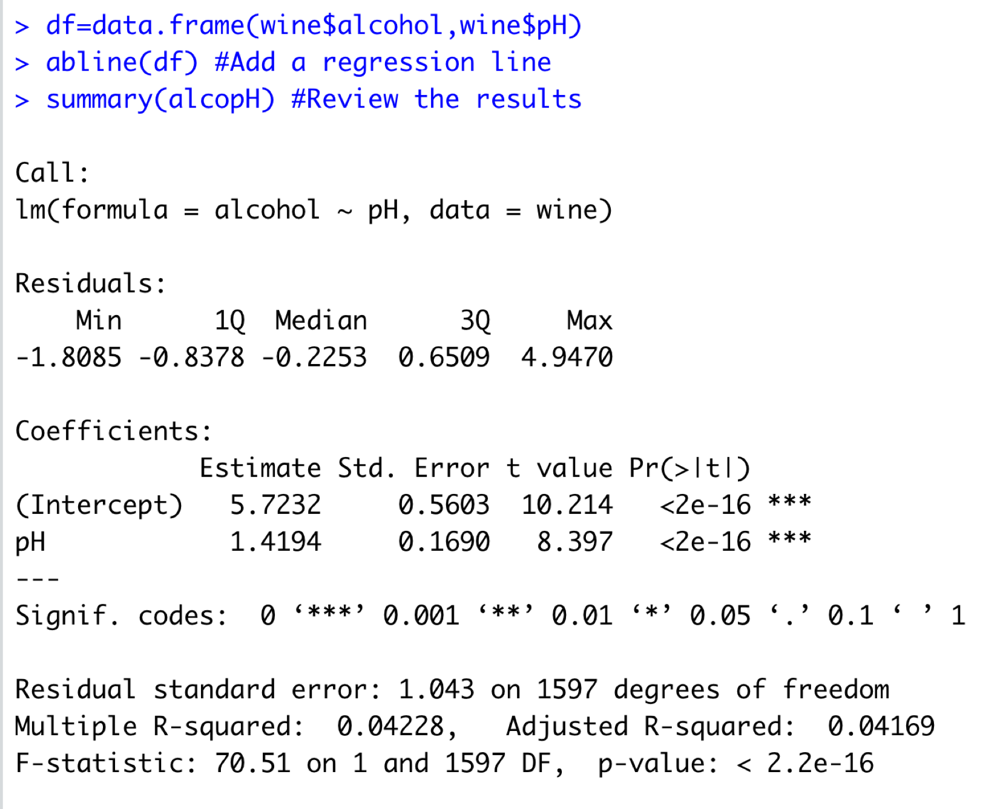 > df=data.frame(wine$alcohol,wine$pH)
> abline(df) #Add a regression line
> summary(alcopH) #Review the results
Call:
lm(formula = alcohol ~ pH, data = wine)
Residuals:
    Min      1Q  Median      3Q     Max
-1.8085 -0.8378 -0.2253  0.6509  4.9470
Coefficients:
            Estimate Std. Error t value Pr(>|t|)
(Intercept)   5.7232     0.5603  10.214   <2e-16 ***
pH            1.4194     0.1690   8.397   <2e-16 ***
---
Signif. codes:  0 ‘***’ 0.001 ‘**’ 0.01 ‘*’ 0.05 ‘.’ 0.1 ‘ ’ 1
Residual standard error: 1.043 on 1597 degrees of freedom
Multiple R-squared:  0.04228,   Adjusted R-squared:  0.04169
F-statistic: 70.51 on 1 and 1597 DF,  p-value: < 2.2e-16